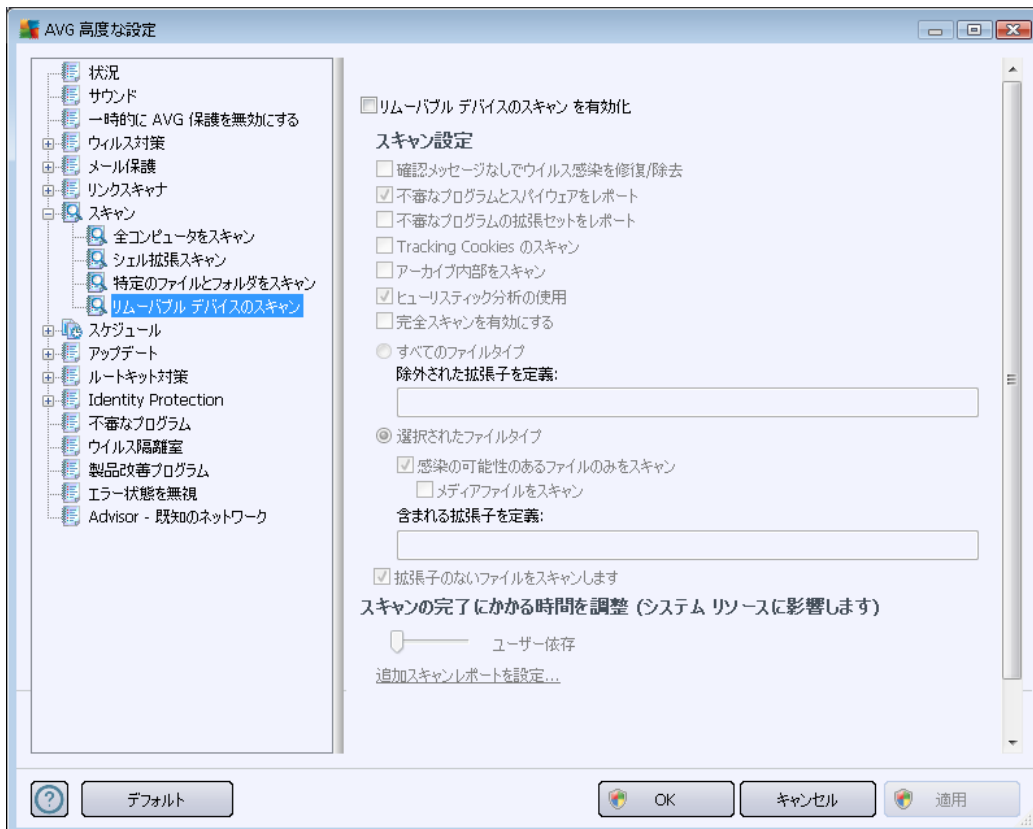 AVG 高度な設定
状況
サウンド
一時的に AVG 保護を無効にする
ウィルス対策
メール保護
リンクスキャナ
スキャン
全コンピュータをスキャン
シェル拡張スキャン
特定のファイルとフォルダをスキャン
リムーバブル デバイスのスキャン
スケジュール
アップデート
ルートキット対策
Identity Protection
不審なプログラム
ウイルス隔離室
製品改善プログラム
エラー状態を無視
Advisor - 既知のネットワーク
リムーバブル デバイスのスキャン を有効化
スキャン設定
確認メッセージなしでウイルス感染を修復/除去
不審なプログラムとスパイウェアをレポート
不審なプログラムの拡張セットをレポート
Tracking Cookies のスキャン
アーカイブ内部をスキャン
ヒューリスティック分析の使用
完全スキャンを有効にする
すべてのファイルタイプ
除外された拡張子を定義:
選択されたファイルタイプ
感染の可能性のあるファイルのみをスキャン
メディアファイルをスキャン
含まれる拡張子を定義:
拡張子のないファイルをスキャンします
スキャンの完了にかかる時間を調整 (システム リソースに影響します)
ユーザー依存
追加スキャンレポートを設定...
デフォルト
OK
キャンセル
適用